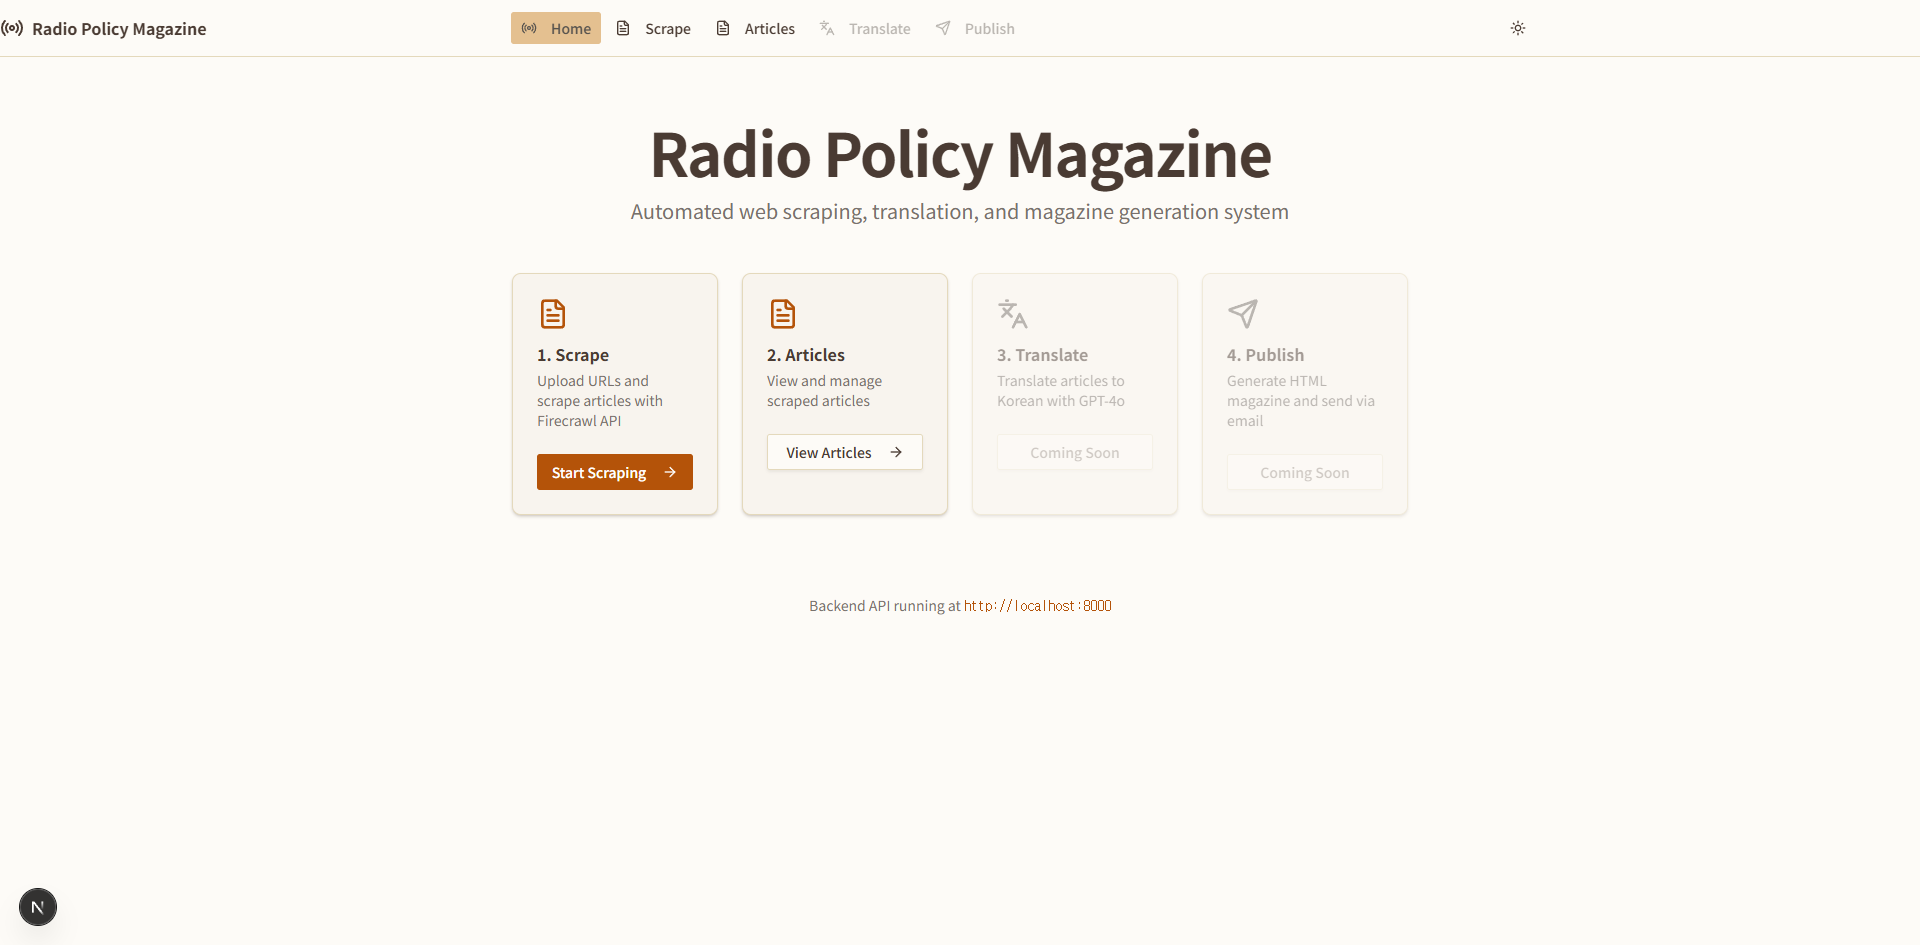 Radio Policy Magazine
Home
Scrape
Articles
Translate
Publish
Radio Policy Magazine
Automated web scraping, translation, and magazine generation system
1. Scrape
Upload URLs and
scrape articles with
Firecrawl API
Start Scraping
2. Articles
View and manage
scraped articles
View Articles
3. Translate
Translate articles to
Korean with GPT-4o
Coming Soon
4. Publish
Generate HTML
magazine and send via
email
Coming Soon
Backend API running at http://localhost:8000
N